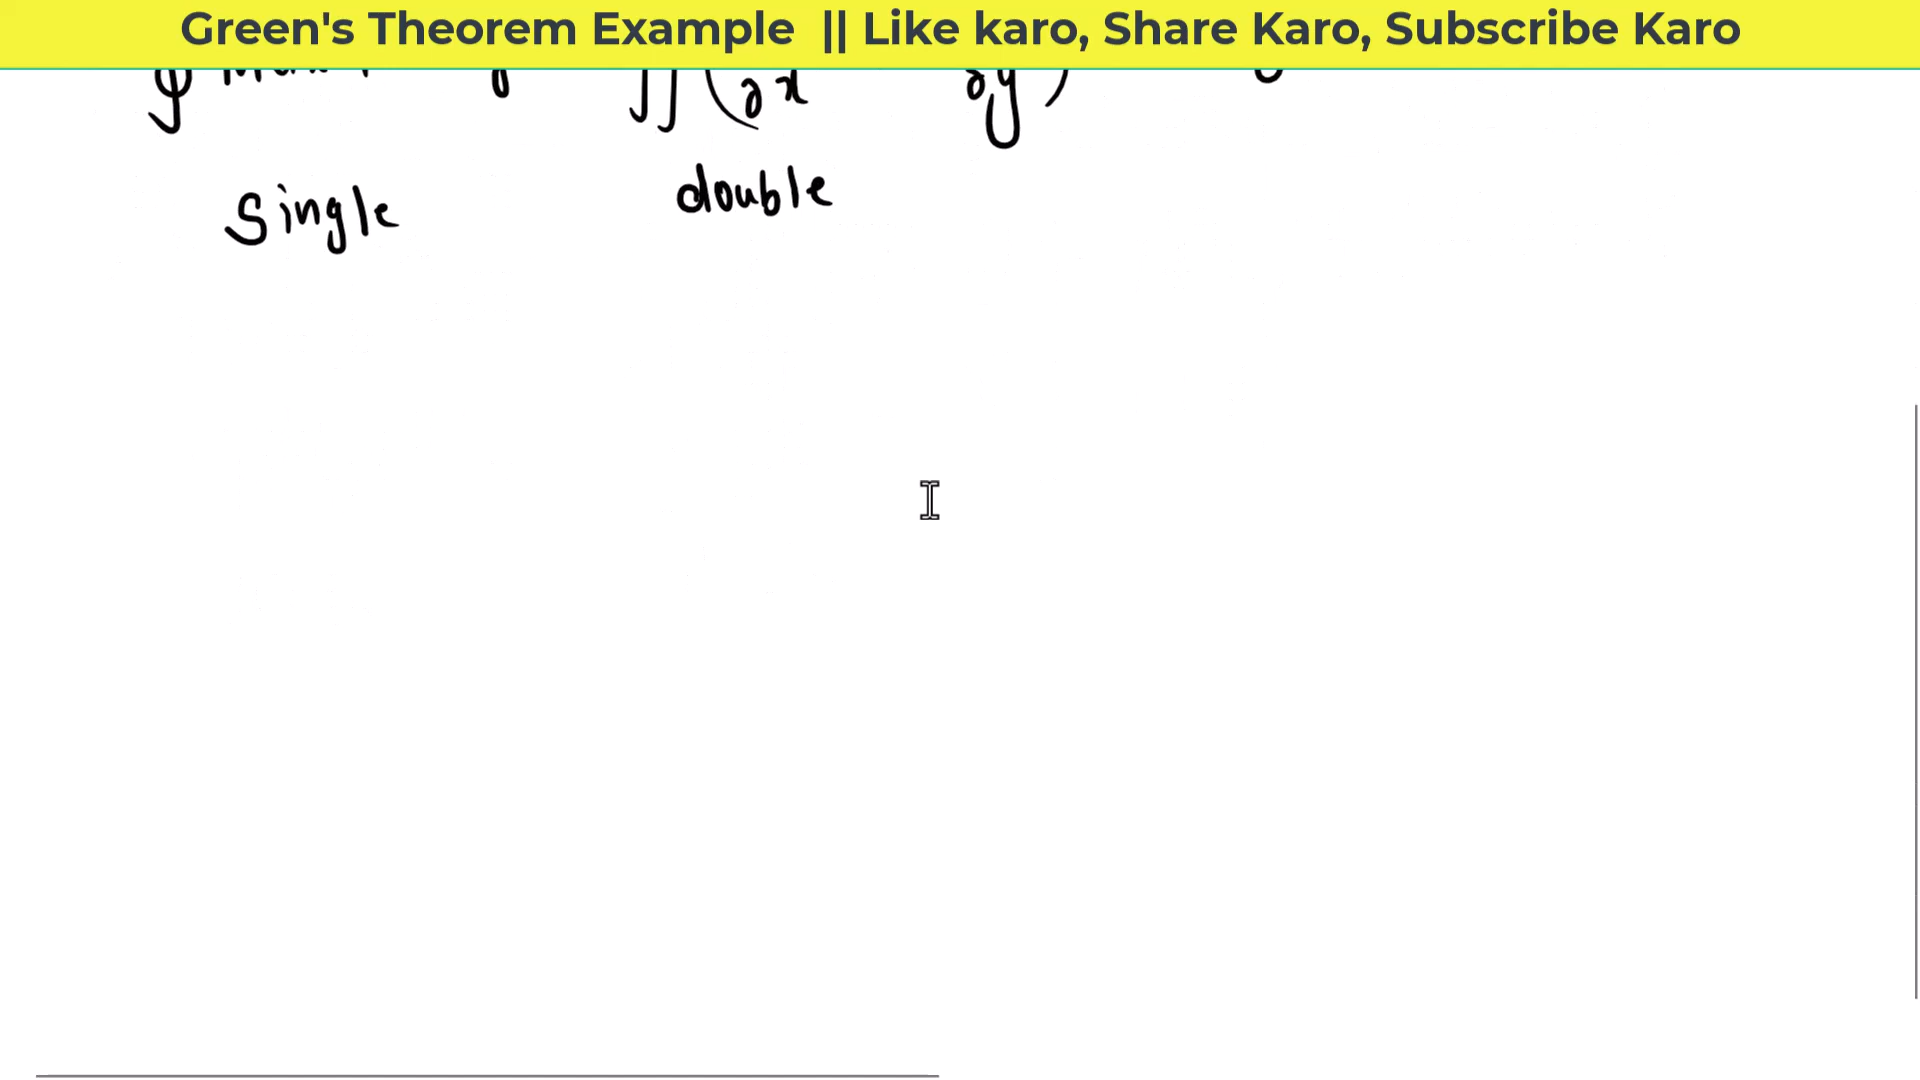 Green's Theorem Example || Like karo, Share Karo, Subscribe Karo
∬ (∂x ∂y)
Single double